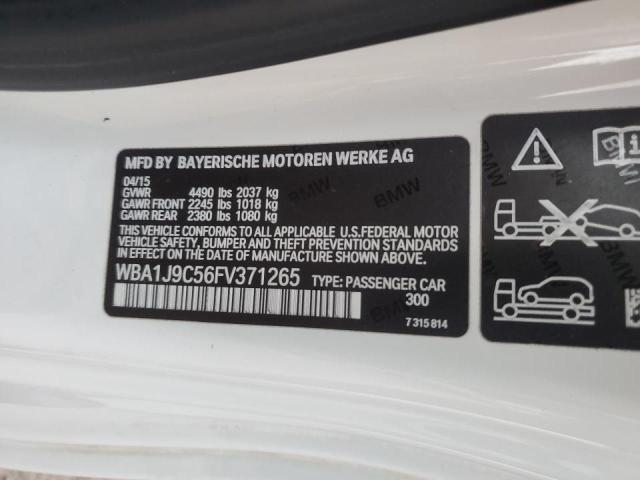 MFD BY BAYERISCHE MOTOREN WERKE AG
04/15
GVWR 4490 lbs 2037 kg
GAWR FRONT 2245 lbs 1018 kg
GAWR REAR 2380 lbs 1080 kg
THIS VEHICLE CONFORMS TO ALL APPLICABLE U.S.FEDERAL MOTOR
VEHICLE SAFETY, BUMPER, AND THEFT PREVENTION STANDARDS
IN EFFECT ON THE DATE OF MANUFACTURE SHOWN ABOVE.
WBA1J9C56FV371265 TYPE: PASSENGER CAR
300
7 315 814
BMW
BMW
BMW